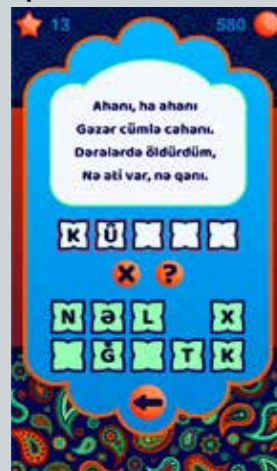 13 580
Ahanı, ha ahanı
Gəzər cümlə cahanı.
Dərələrdə öldürdüm,
Nə əti var, nə qanı.
K Ü
X ?
N Ə L X
Ğ T K